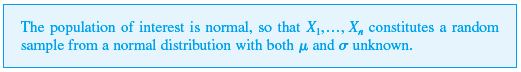 The population of interest is normal, so that X₁,..., Xₙ constitutes a random
sample from a normal distribution with both μ and σ unknown.